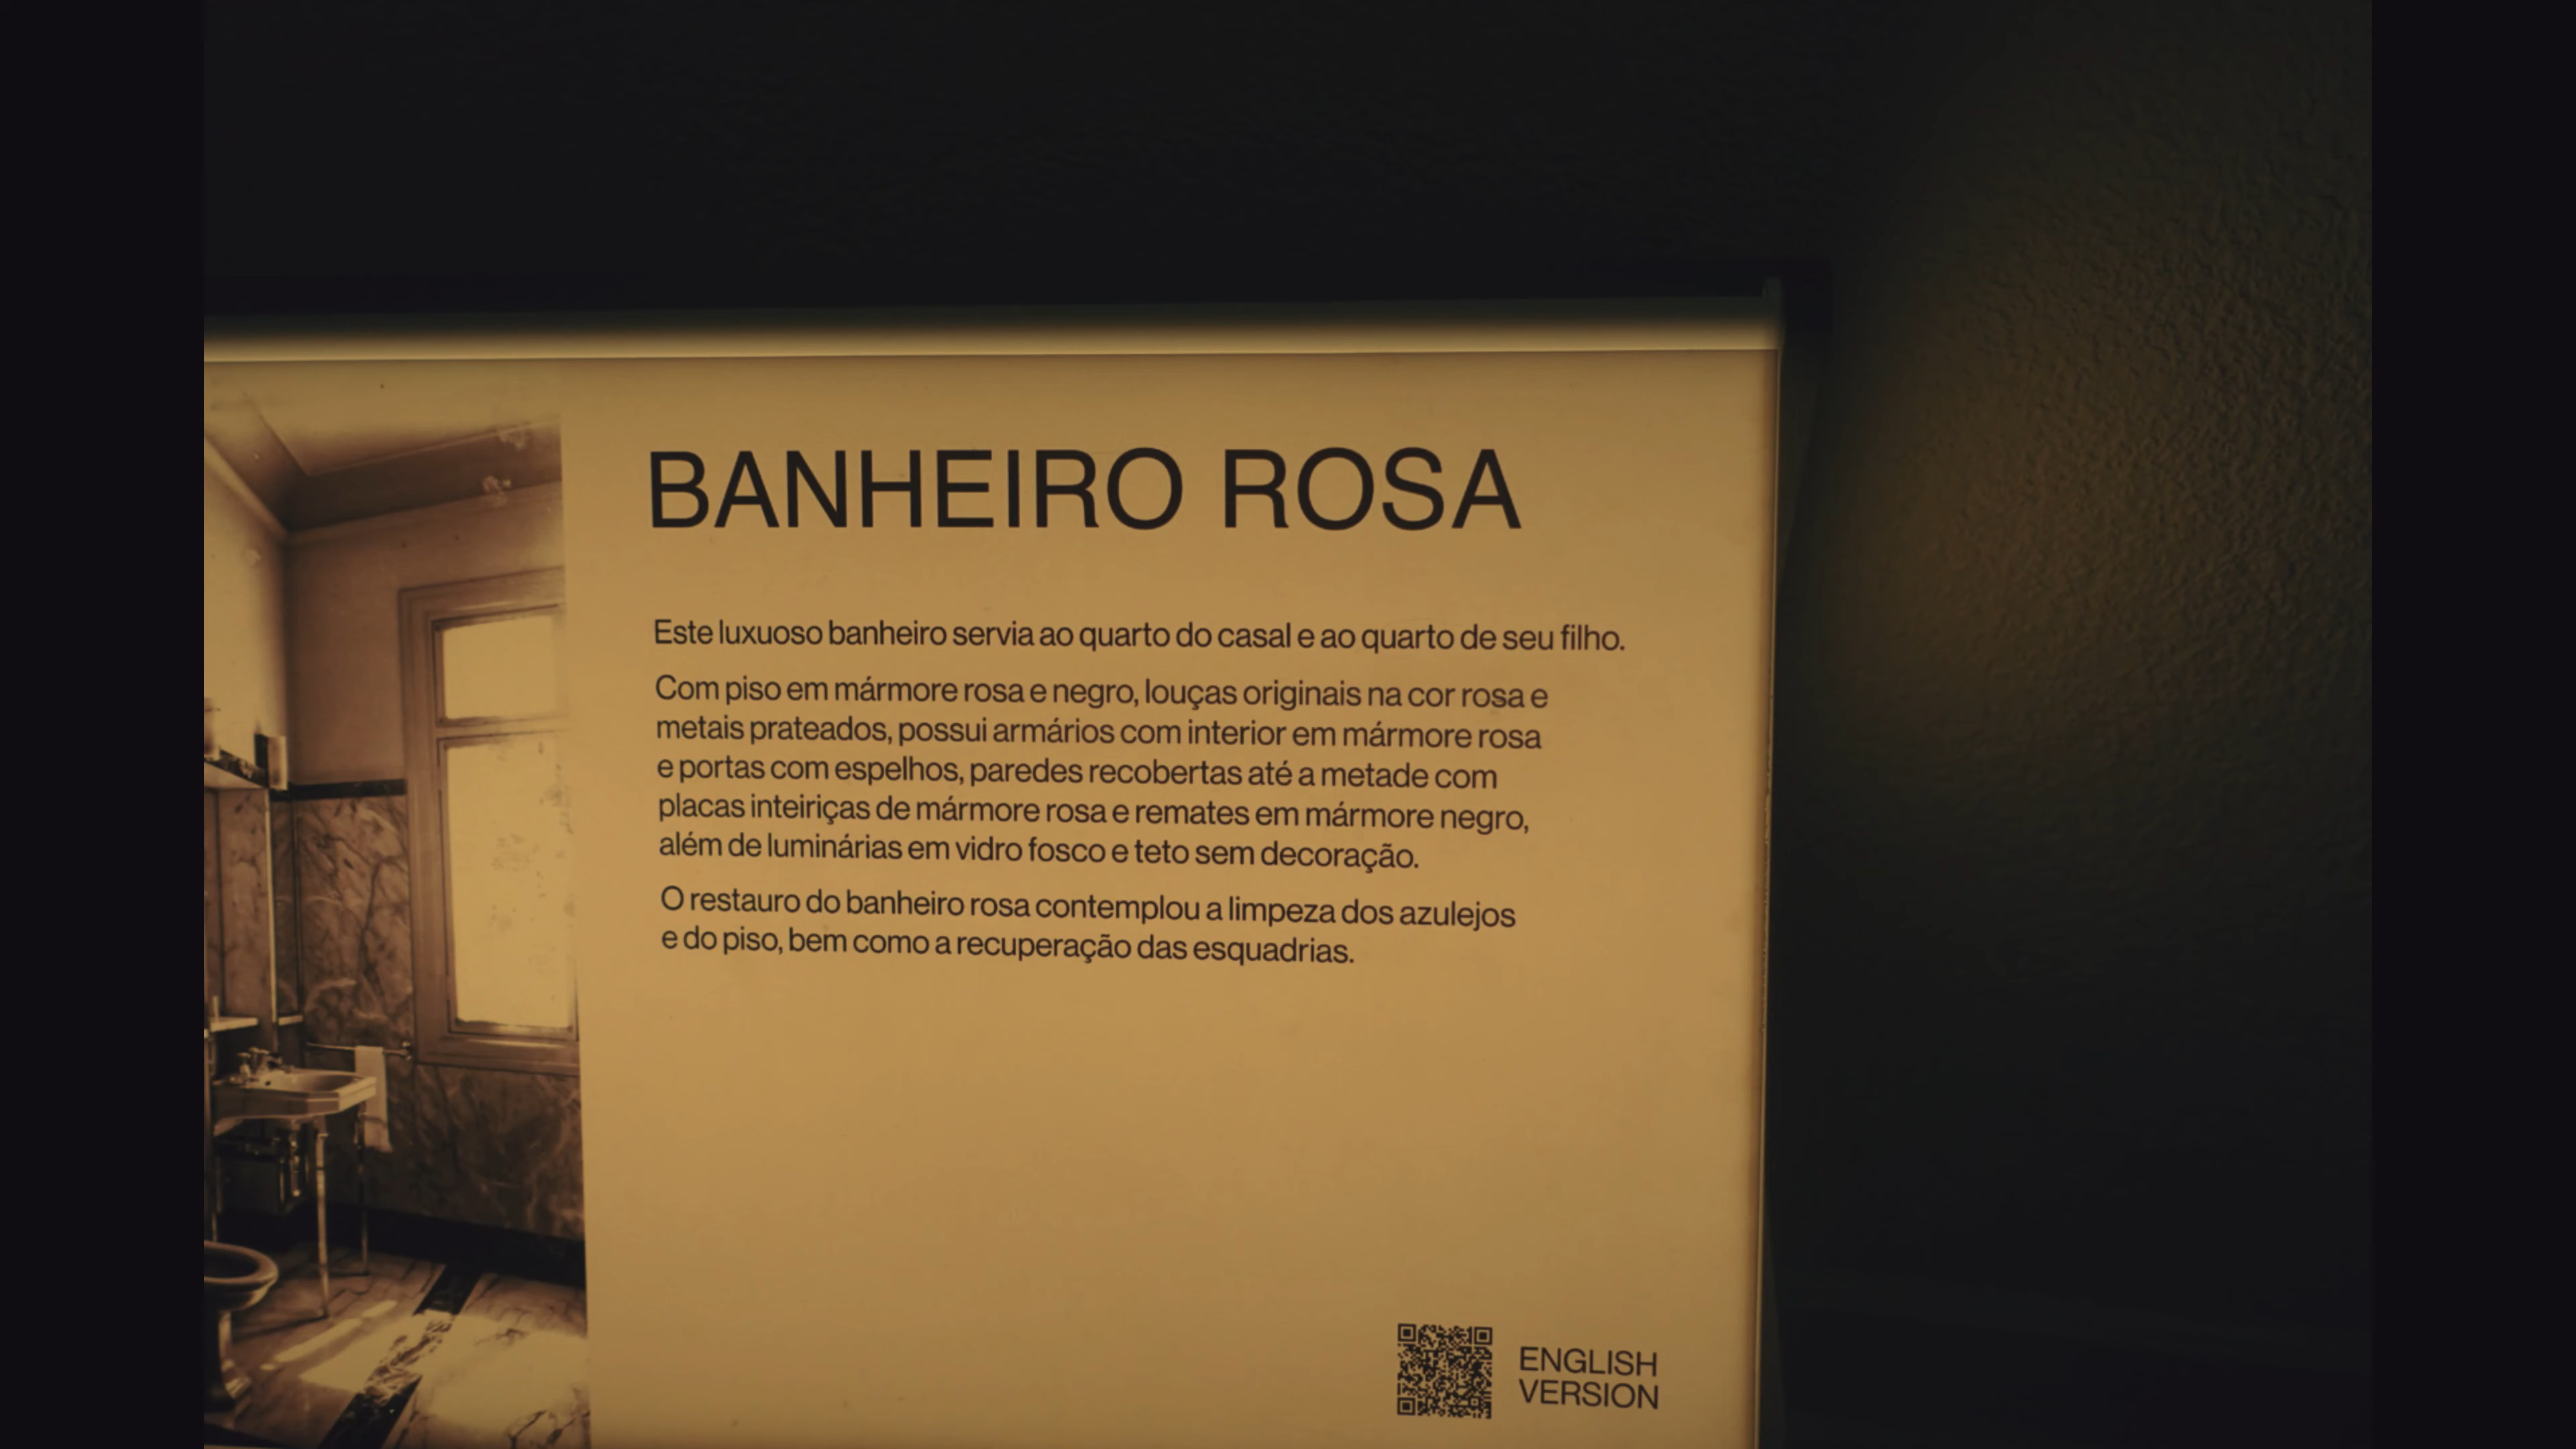 BANHEIRO ROSA
Este luxuoso banheiro servia ao quarto do casal e ao quarto de seu filho.
Com piso em mármore rosa e negro, louças originais na cor rosa e
metais prateados, possui armários com interior em mármore rosa
e portas com espelhos, paredes recobertas até a metade com
placas inteiriças de mármore rosa e remates em mármore negro,
além de luminárias em vidro fosco e teto sem decoração.
O restauro do banheiro rosa contemplou a limpeza dos azulejos
e do piso, bem como a recuperação das esquadrias.
ENGLISH
VERSION